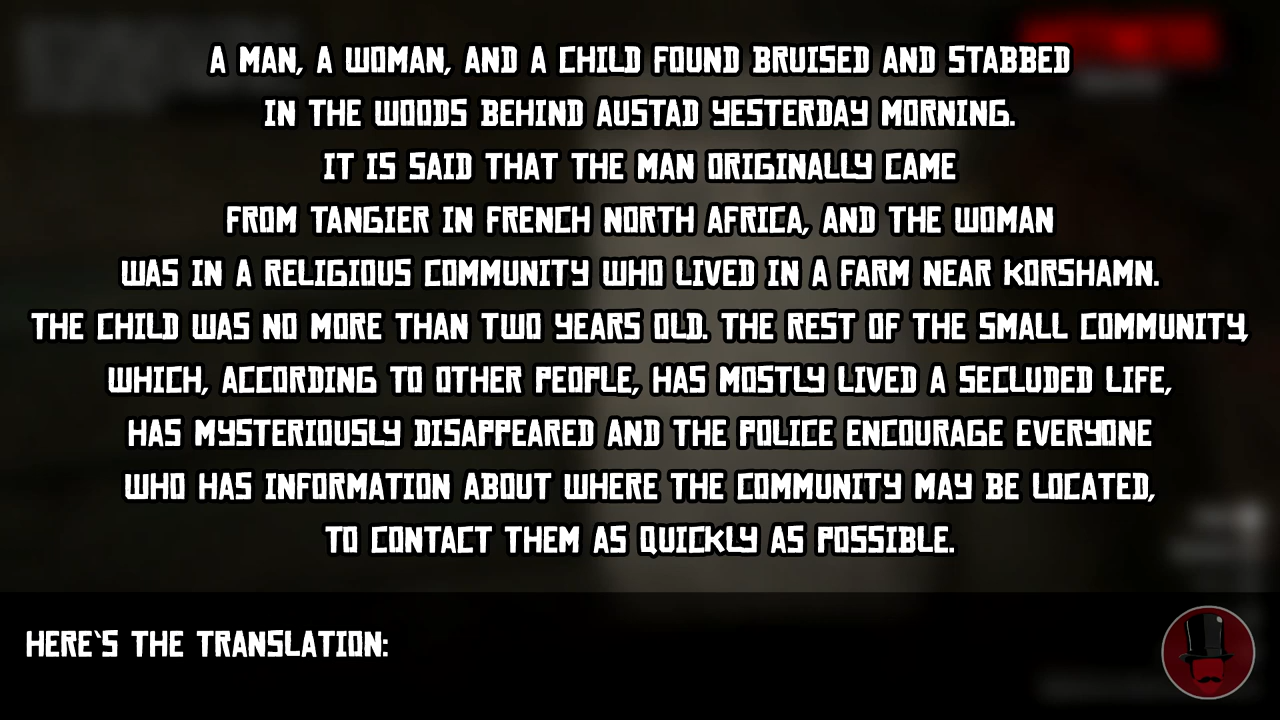 A MAN, A WOMAN, AND A CHILD FOUND BRUISED AND STABBED
IN THE WOODS BEHIND AUSTAD YESTERDAY MORNING.
IT IS SAID THAT THE MAN ORIGINALLY CAME
FROM TANGIER IN FRENCH NORTH AFRICA, AND THE WOMAN
WAS IN A RELIGIOUS COMMUNITY WHO LIVED IN A FARM NEAR KORSHAMN.
THE CHILD WAS NO MORE THAN TWO YEARS OLD. THE REST OF THE SMALL COMMUNITY,
WHICH, ACCORDING TO OTHER PEOPLE, HAS MOSTLY LIVED A SECLUDED LIFE,
HAS MYSTERIOUSLY DISAPPEARED AND THE POLICE ENCOURAGE EVERYONE
WHO HAS INFORMATION ABOUT WHERE THE COMMUNITY MAY BE LOCATED,
TO CONTACT THEM AS QUICKLY AS POSSIBLE.
HERE'S THE TRANSLATION: